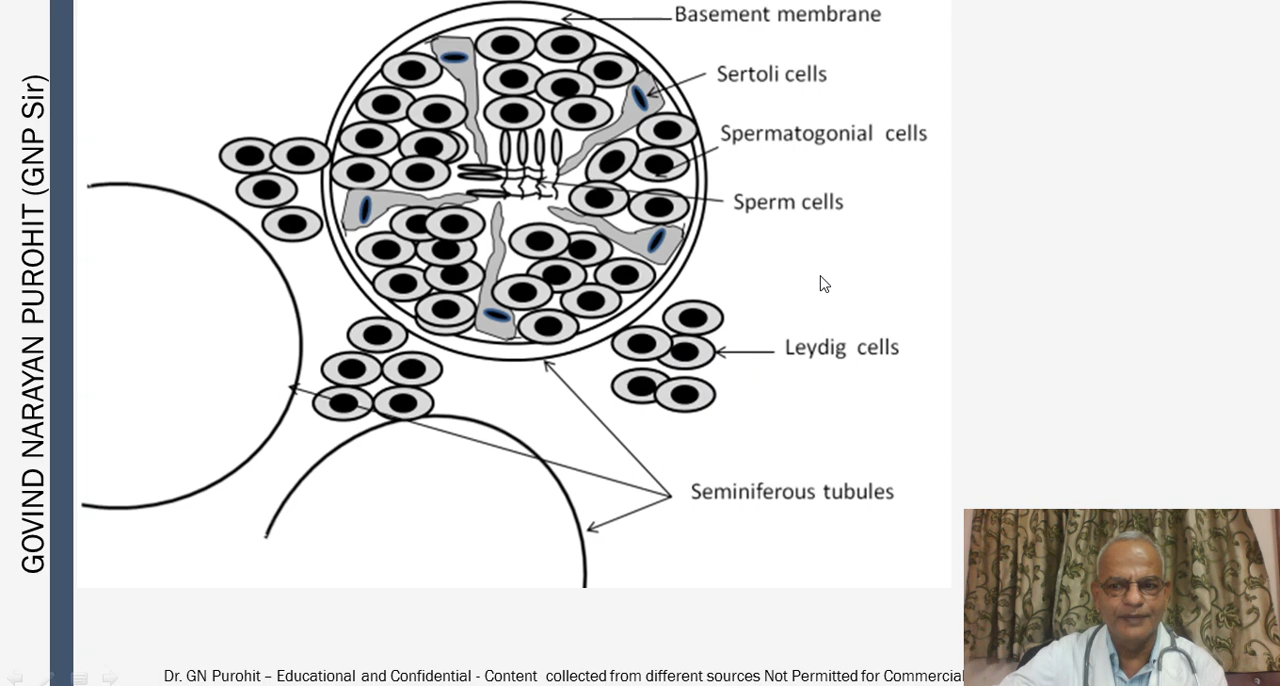 GOVIND NARAYAN PUROHIT (GNP Sir)
Basement membrane
Sertoli cells
Spermatogonial cells
Sperm cells
Leydig cells
Seminiferous tubules
Dr. GN Purohit – Educational and Confidential - Content collected from different sources Not Permitted for Commercial